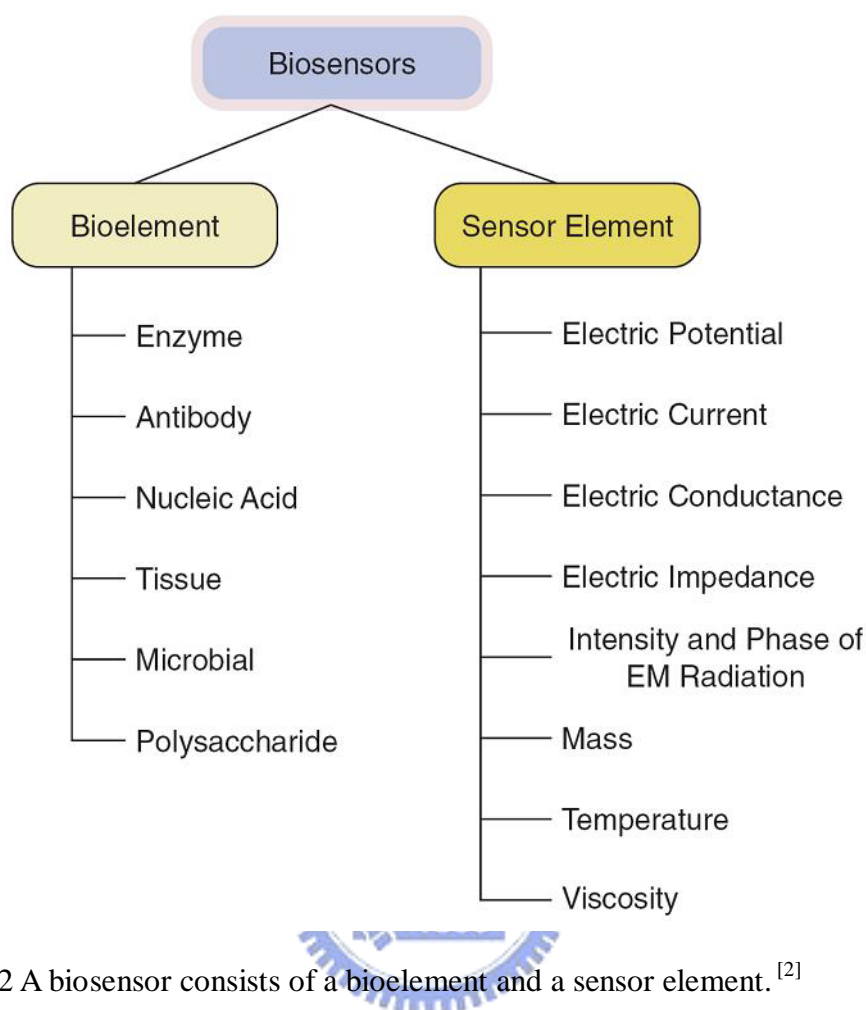 Biosensors
Bioelement
Enzyme
Antibody
Nucleic Acid
Tissue
Microbial
Polysaccharide
Sensor Element
Electric Potential
Electric Current
Electric Conductance
Electric Impedance
Intensity and Phase of
EM Radiation
Mass
Temperature
Viscosity
2 A biosensor consists of a bioelement and a sensor element. [2]